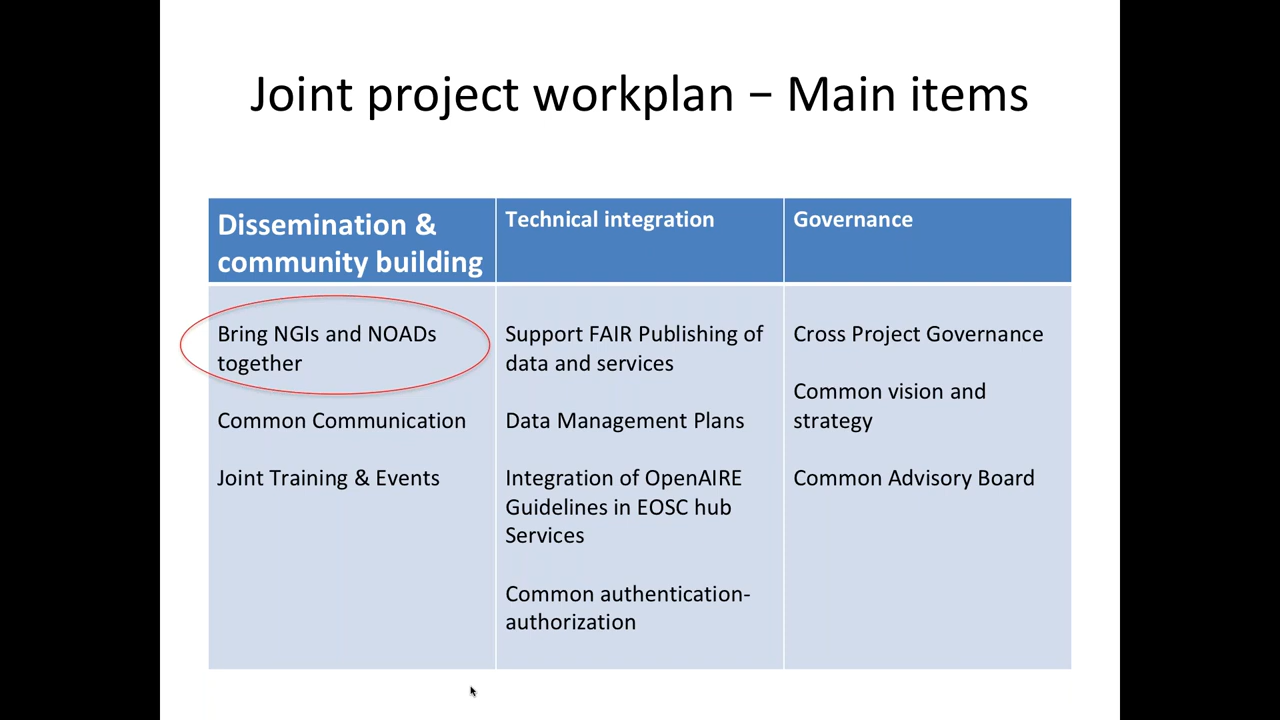 Joint project workplan − Main items
Dissemination &
community building
Technical integration
Governance
Bring NGIs and NOADs
together
Common Communication
Joint Training & Events
Support FAIR Publishing of
data and services
Data Management Plans
Integration of OpenAIRE
Guidelines in EOSC hub
Services
Common authentication-
authorization
Cross Project Governance
Common vision and
strategy
Common Advisory Board